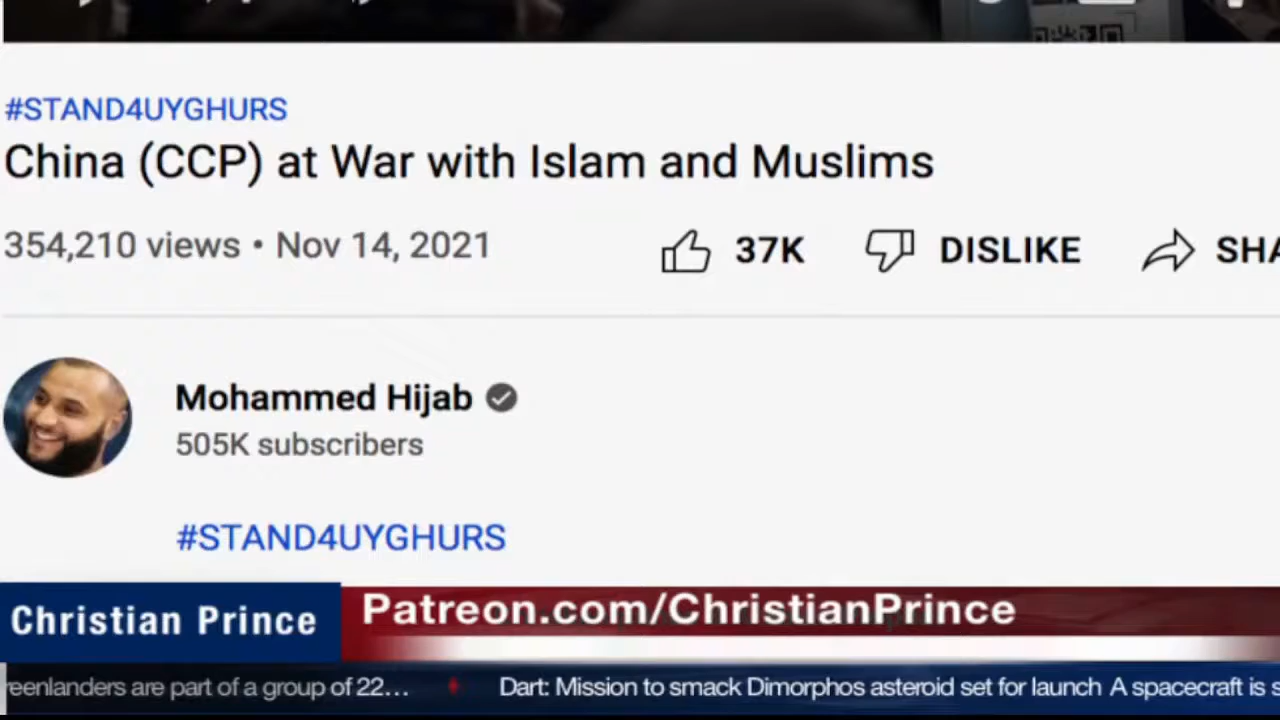 #STAND4UYGHURS
China (CCP) at War with Islam and Muslims
354,210 views • Nov 14, 2021
37K
DISLIKE
SHA
Mohammed Hijab
505K subscribers
#STAND4UYGHURS
Christian Prince
Patreon.com/ChristianPrince
reenlanders are part of a group of 22...
Dart: Mission to smack Dimorphos asteroid set for launch A spacecraft is s